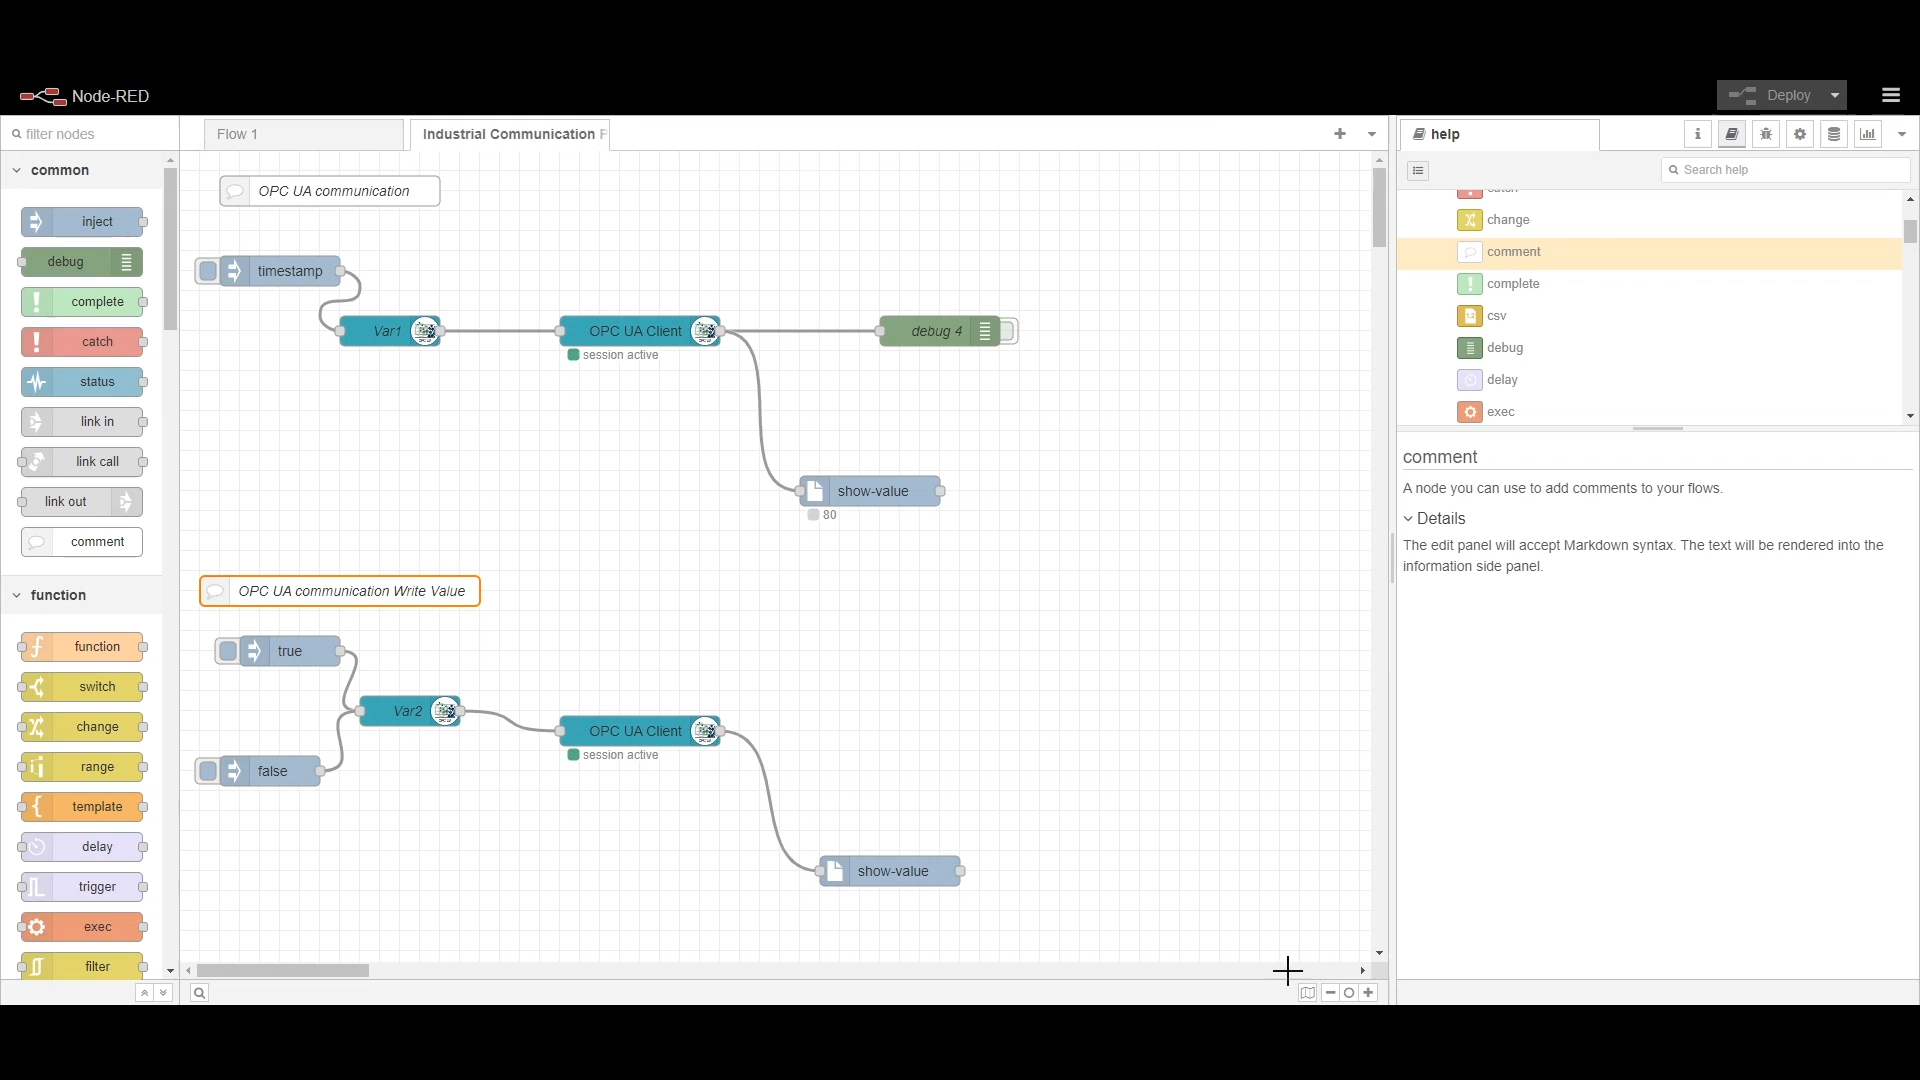 Node-RED
Deploy
filter nodes
Flow 1
Industrial Communication P
help
common
Search help
OPC UA communication
inject
debug
complete
catch
status
link in
link call
link out
comment
timestamp
Var1
OPC UA Client
session active
debug 4
show-value
80
OPC UA communication Write Value
true
Var2
false
OPC UA Client
session active
show-value
function
function
switch
change
range
template
delay
trigger
exec
filter
catch
change
comment
complete
csv
debug
delay
exec
comment
A node you can use to add comments to your flows.
Details
The edit panel will accept Markdown syntax. The text will be rendered into the
information side panel.